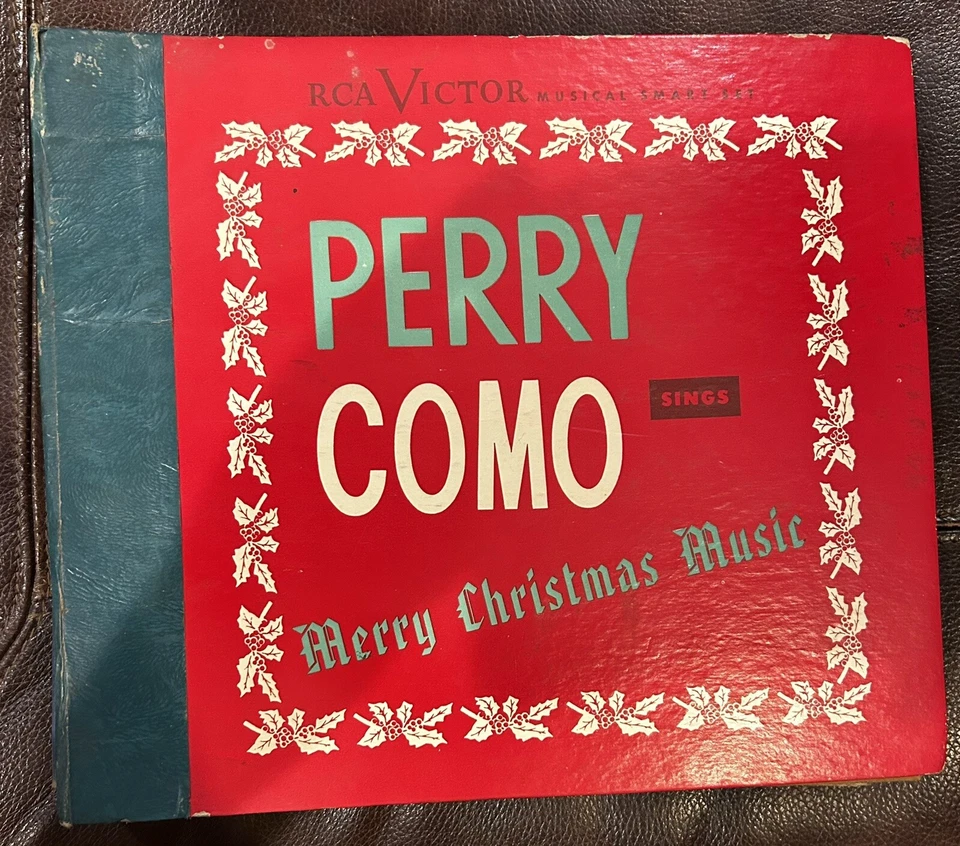 RCA VICTOR MUSICAL SMART SET
PERRY
COMO SINGS
Merry Christmas Music